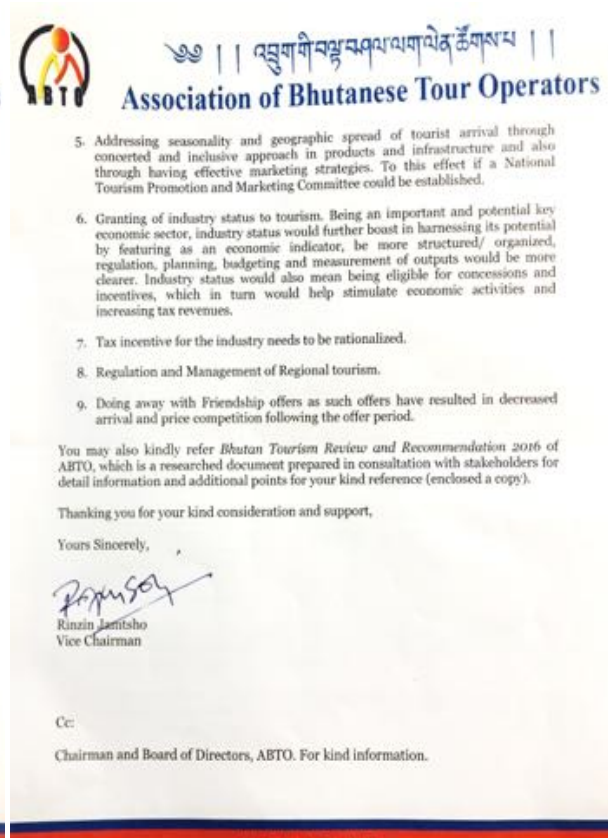 ABTO
༄༅། །འབྲུག་གི་བལྟ་བཤལ་ལག་ལེན་ཚོགས་པ། །
Association of Bhutanese Tour Operators
5. Addressing seasonality and geographic spread of tourist arrival through
concerted and inclusive approach in products and infrastructure and also
through having effective marketing strategies. To this effect if a National
Tourism Promotion and Marketing Committee could be established.
6. Granting of industry status to tourism. Being an important and potential key
economic sector, industry status would further boast in harnessing its potential
by featuring as an economic indicator, be more structured/ organized,
regulation, planning, budgeting and measurement of outputs would be more
clearer. Industry status would also mean being eligible for concessions and
incentives, which in turn would help stimulate economic activities and
increasing tax revenues.
7. Tax incentive for the industry needs to be rationalized.
8. Regulation and Management of Regional tourism.
9. Doing away with Friendship offers as such offers have resulted in decreased
arrival and price competition following the offer period.
You may also kindly refer Bhutan Tourism Review and Recommendation 2016 of
ABTO, which is a researched document prepared in consultation with stakeholders for
detail information and additional points for your kind reference (enclosed a copy).
Thanking you for your kind consideration and support,
Yours Sincerely,
Rinzin Jamtsho
Vice Chairman
Cc:
Chairman and Board of Directors, ABTO. For kind information.